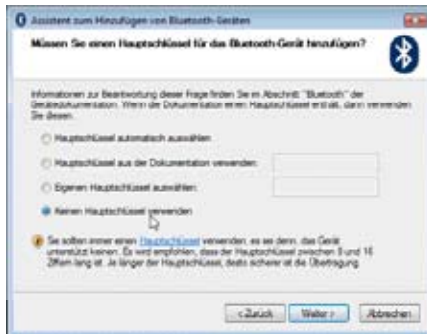 Assistent zum Hinzufügen von Bluetooth-Geräten
Müssen Sie einen Hauptschlüssel für das Bluetooth-Gerät hinzufügen?
Informationen zur Beantwortung dieser Frage finden Sie im Abschnitt "Bluetooth" der
Gerätedokumentation. Wenn die Dokumentation einen Hauptschlüssel enthält, dann verwenden
Sie diesen.
Hauptschlüssel automatisch auswählen
Hauptschlüssel aus der Dokumentation verwenden:
Eigenen Hauptschlüssel auswählen:
Keinen Hauptschlüssel verwenden
Sie sollten immer einen Hauptschlüssel verwenden, es sei denn, das Gerät
unterstützt keinen. Es wird empfohlen, dass der Hauptschlüssel zwischen 8 und 16
Ziffern lang ist. Je länger der Hauptschlüssel, desto sicherer ist die Übertragung.
< Zurück
Weiter >
Abbrechen